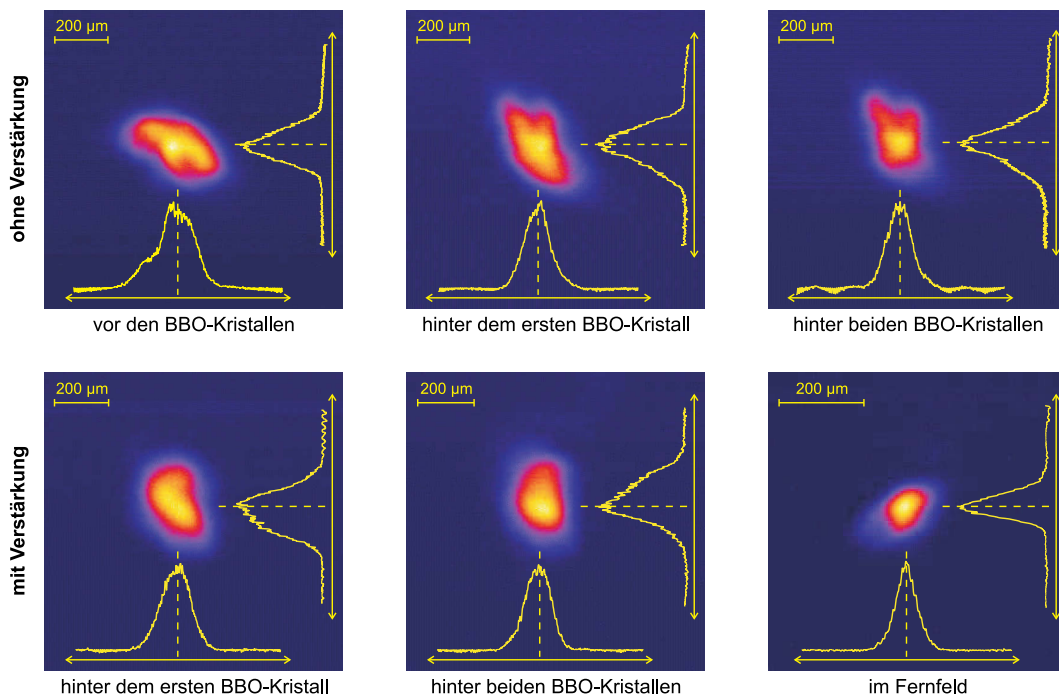 200 µm
200 µm
200 µm
ohne Verstärkung
vor den BBO-Kristallen
hinter dem ersten BBO-Kristall
hinter beiden BBO-Kristallen
200 µm
200 µm
200 µm
mit Verstärkung
hinter dem ersten BBO-Kristall
hinter beiden BBO-Kristallen
im Fernfeld